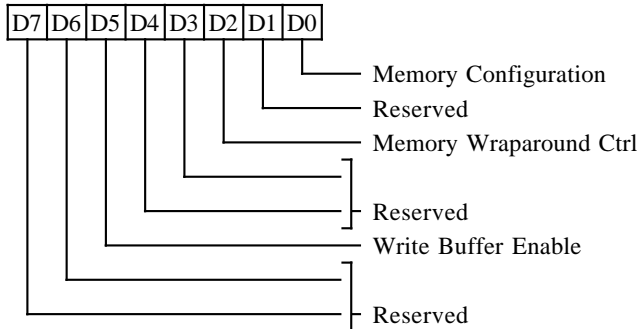 D7 D6 D5 D4 D3 D2 D1 D0
Memory Configuration
Reserved
Memory Wraparound Ctrl
Reserved
Write Buffer Enable
Reserved